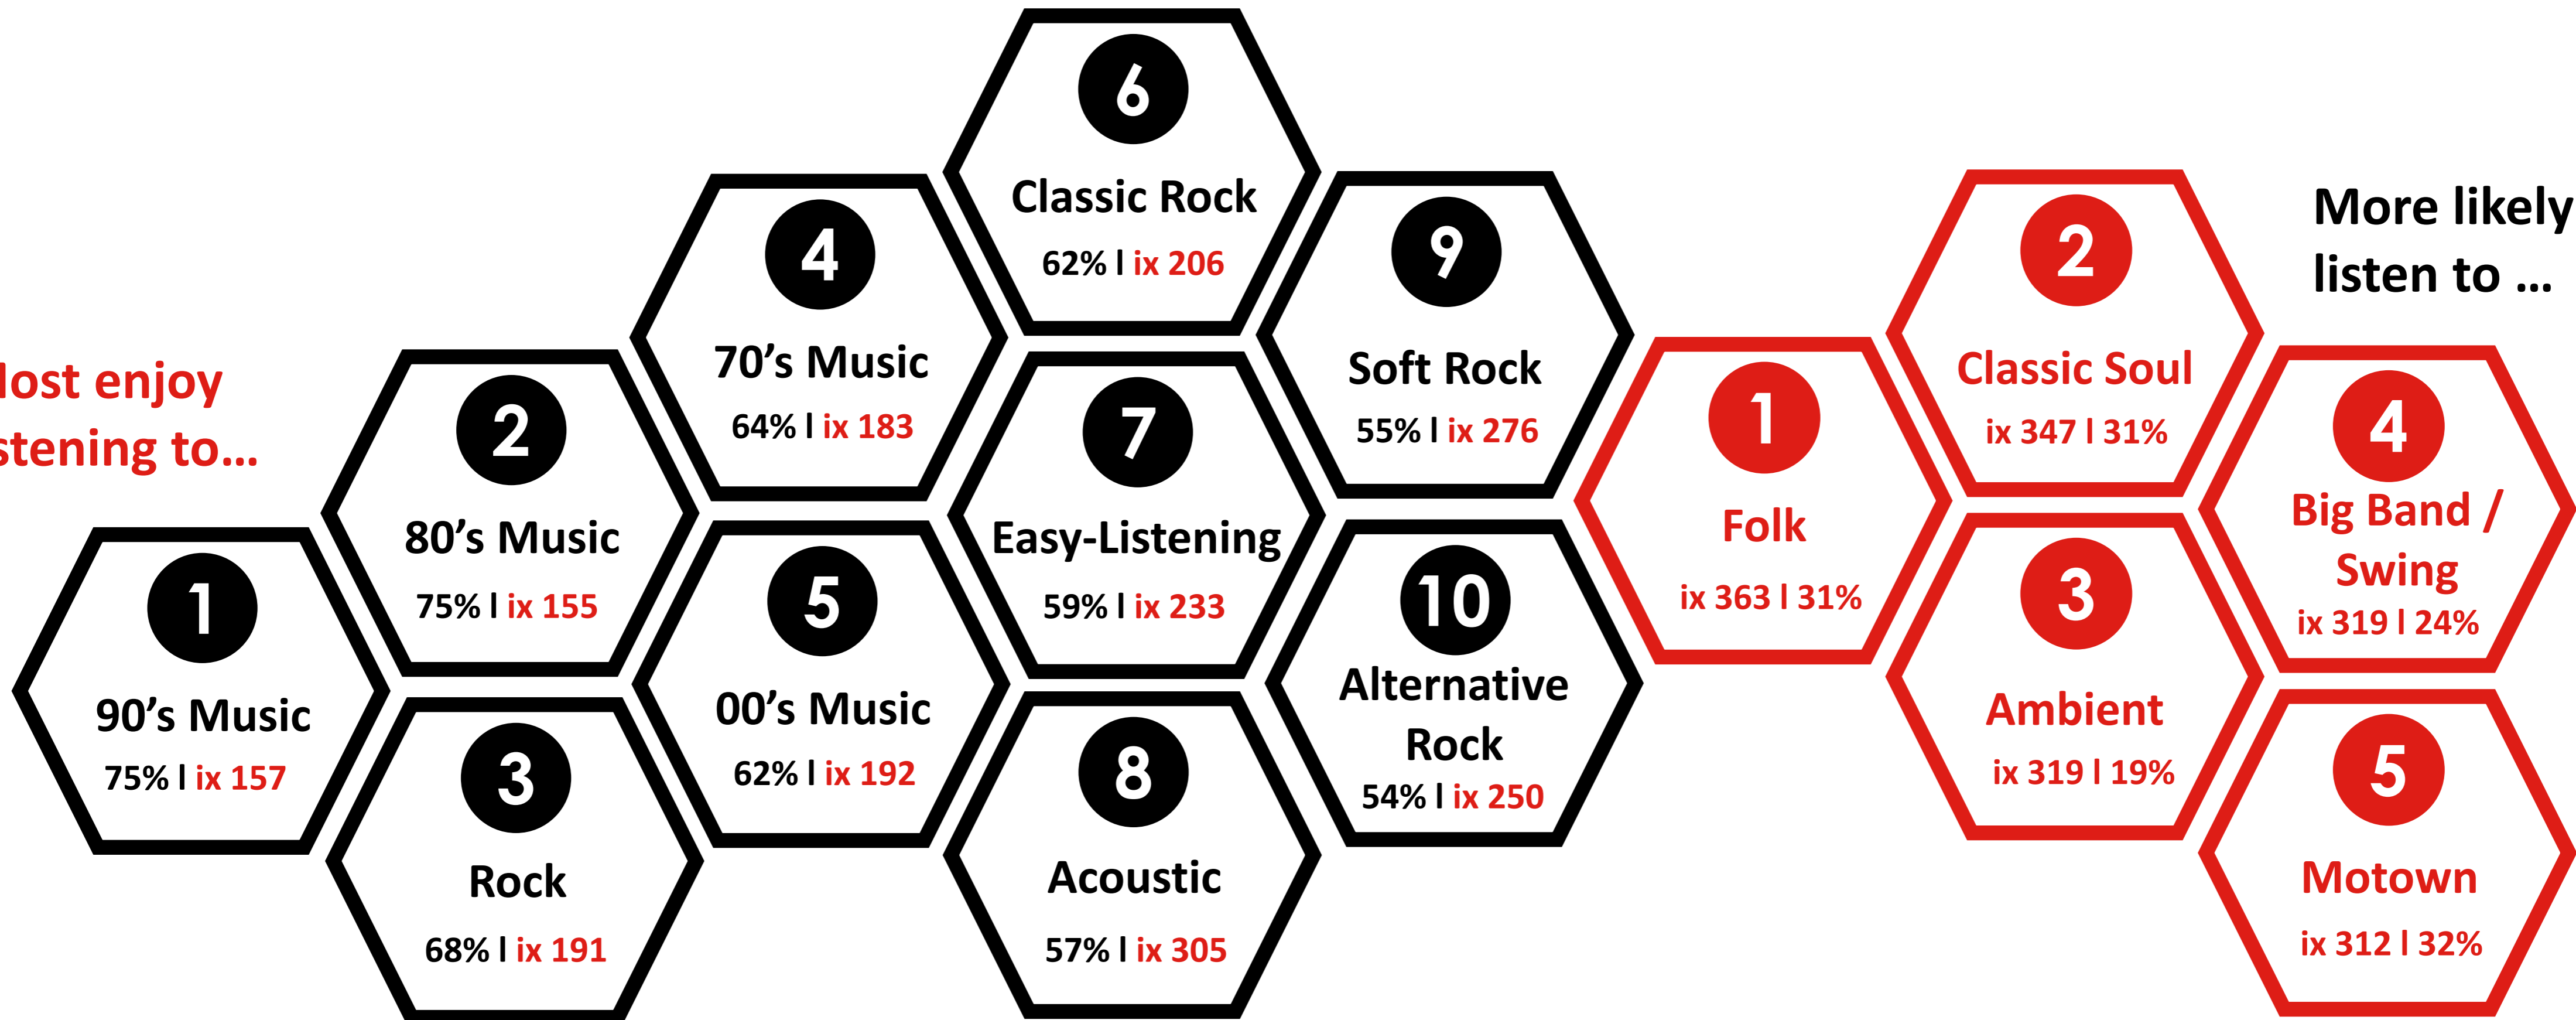 ost enjoy
stening to...
1
90’s Music
75% l ix 157
2
80’s Music
75% l ix 155
3
Rock
68% l ix 191
4
70’s Music
64% l ix 183
5
00’s Music
62% l ix 192
6
Classic Rock
62% l ix 206
7
Easy-Listening
59% l ix 233
8
Acoustic
57% l ix 305
9
Soft Rock
55% l ix 276
10
Alternative
Rock
54% l ix 250
More likely
listen to ...
1
Folk
ix 363 l 31%
2
Classic Soul
ix 347 l 31%
3
Ambient
ix 319 l 19%
4
Big Band /
Swing
ix 319 l 24%
5
Motown
ix 312 l 32%